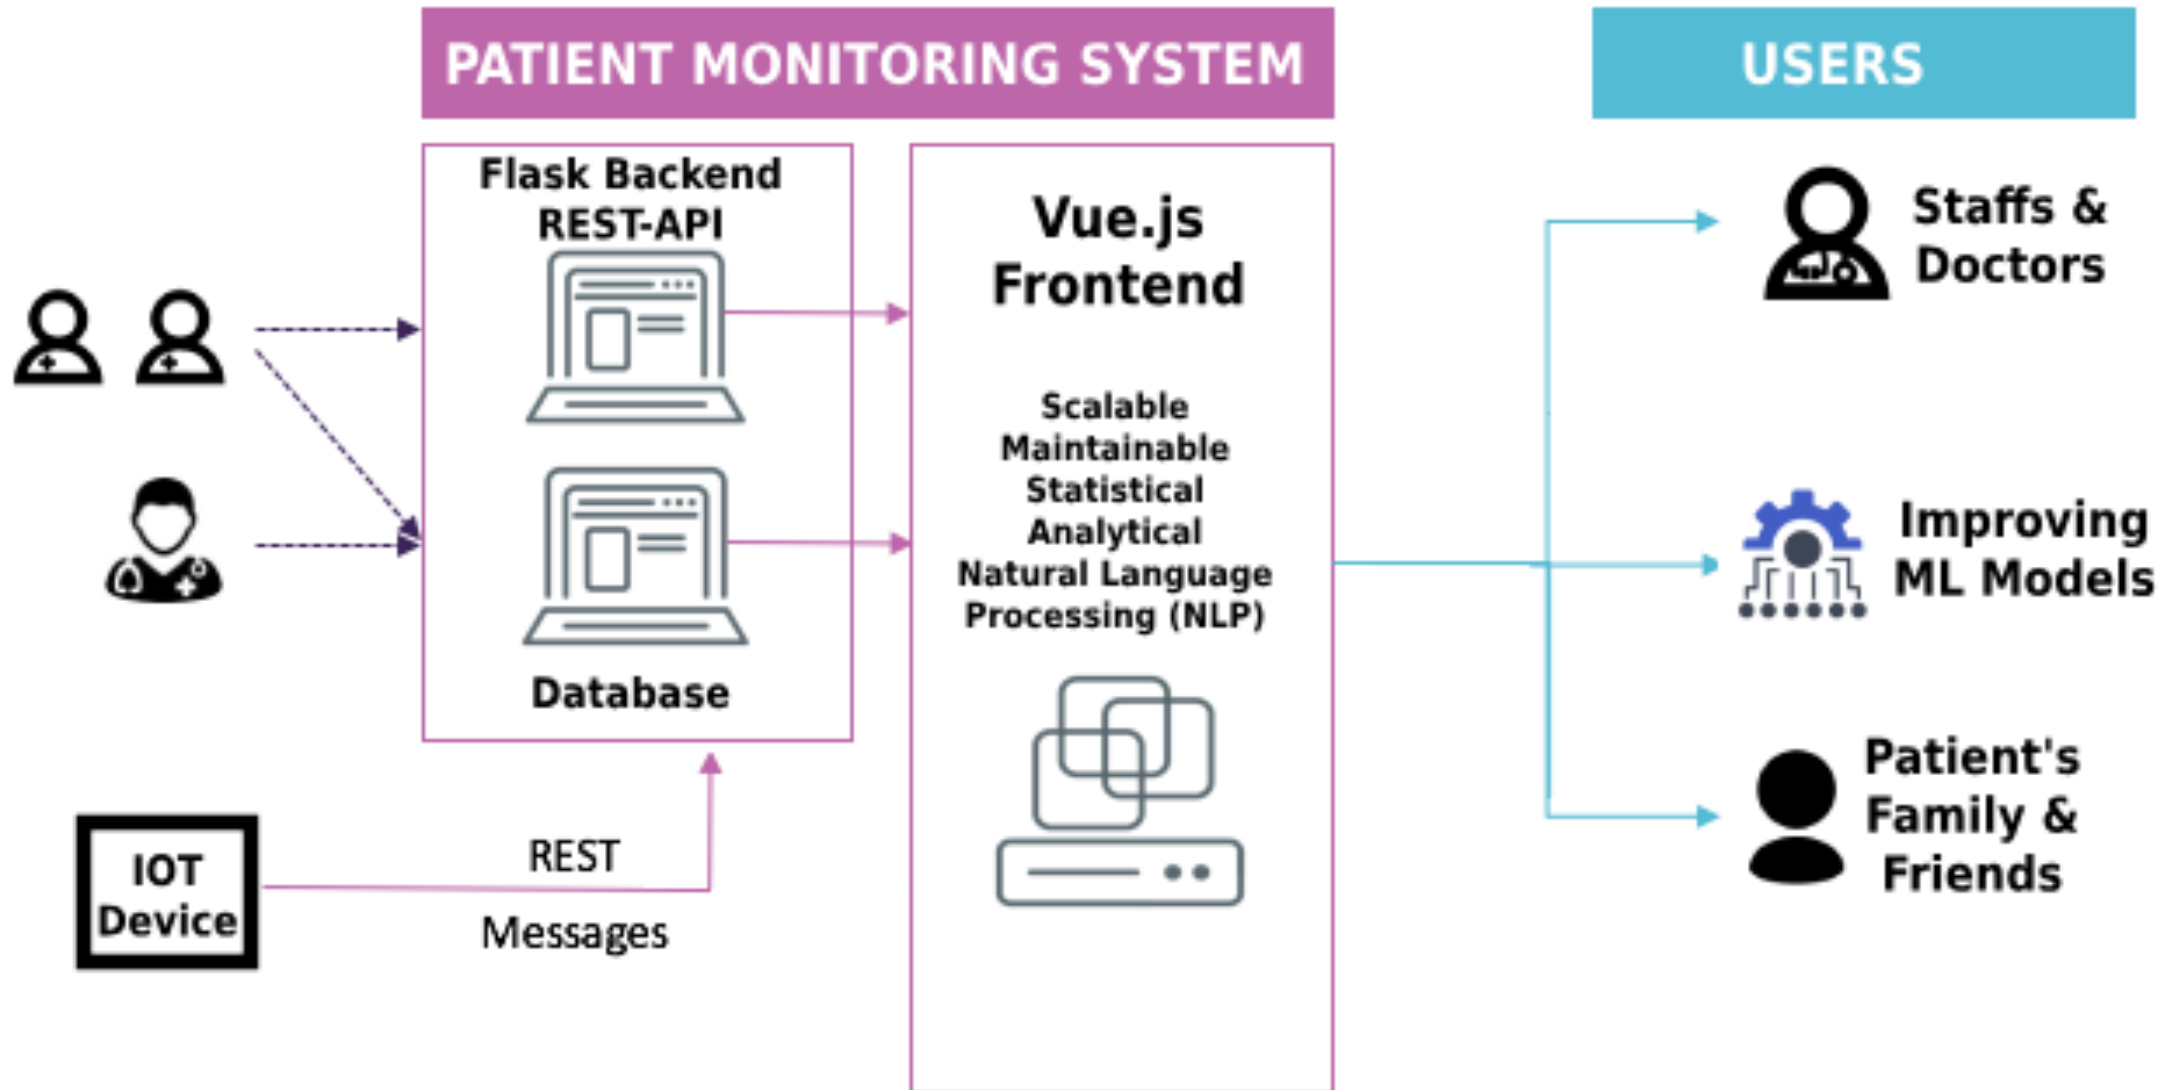 PATIENT MONITORING SYSTEM
USERS
Flask Backend
REST-API
Database
Vue.js
Frontend
Scalable
Maintainable
Statistical
Analytical
Natural Language
Processing (NLP)
IOT
Device
REST
Messages
Staffs &
Doctors
Improving
ML Models
Patient's
Family &
Friends